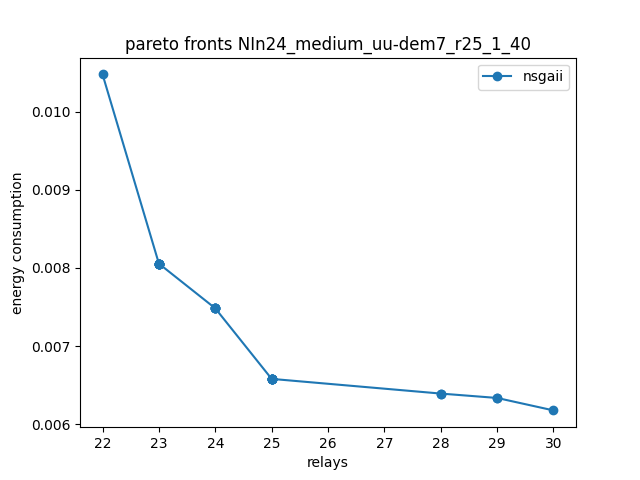 pareto fronts NIn24_medium_uu-dem7_r25_1_40
nsgaii
energy consumption
0.010
0.009
0.008
0.007
0.006
22 23 24 25 26 27 28 29 30
relays